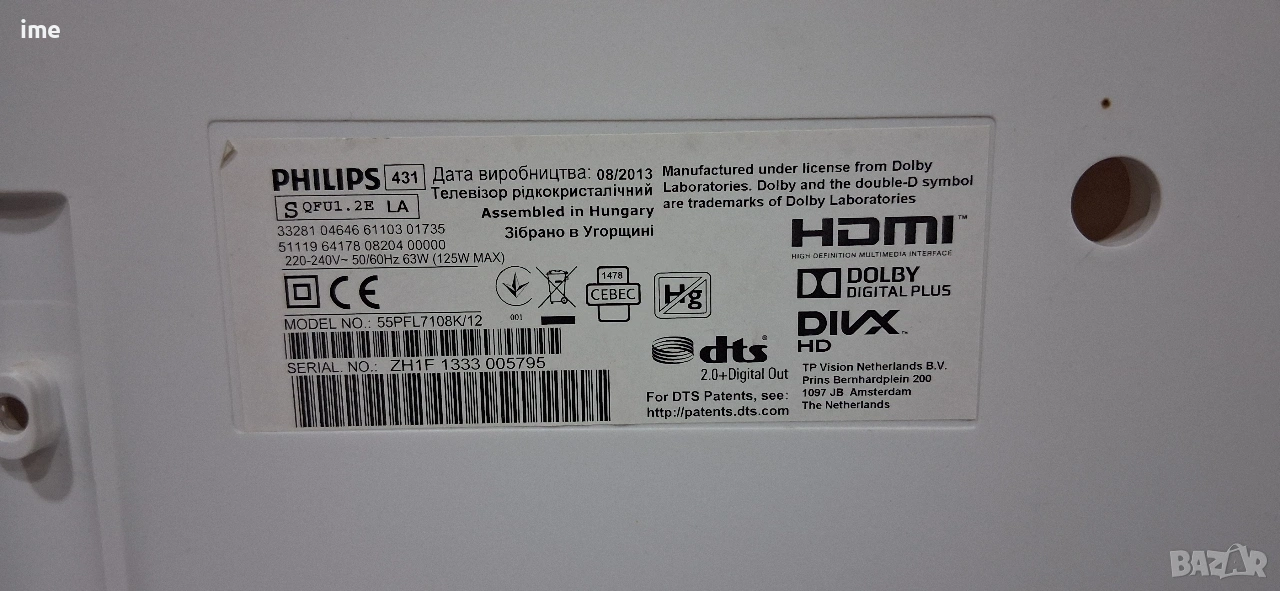 ime
PHILIPS 431 Дата виробництва: 08/2013
Телевізор рідкокристалічний
S QFU1.2E LA
Assembled in Hungary
33281 04646 61103 01735
Зібрано в Угорщині
51119 64178 08204 00000
220-240V~ 50/60Hz 63W (125W MAX)
CE
001
1478
CEBEC
Hg
MODEL NO.: 55PFL7108K/12
SERIAL. NO.: ZH1F 1333 005795
Manufactured under license from Dolby
Laboratories. Dolby and the double-D symbol
are trademarks of Dolby Laboratories
HDMI™
HIGH-DEFINITION MULTIMEDIA INTERFACE
DOLBY
DIGITAL PLUS
DIVX™
HD
dts
2.0+Digital Out
For DTS Patents, see:
http://patents.dts.com
TP Vision Netherlands B.V.
Prins Bernhardplein 200
1097 JB Amsterdam
The Netherlands
BAZAR